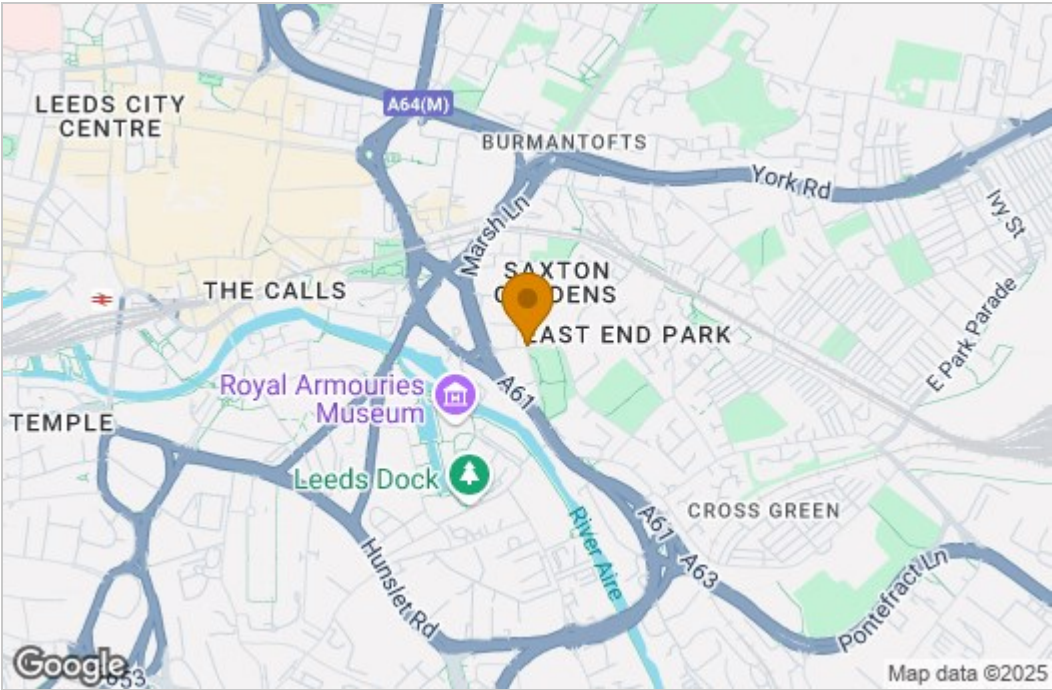 LEEDS CITY
CENTRE
A64(M)
BURMANTOFTS
York Rd
Ivy St
Marsh Ln
SAXTON
THE CALLS
EAST END PARK
E Park Parade
Royal Armouries
Museum
A61
TEMPLE
Leeds Dock
CROSS GREEN
River Aire
A61
A63
Hunslet Rd
Pontefract Ln
Google
Map data ©2025